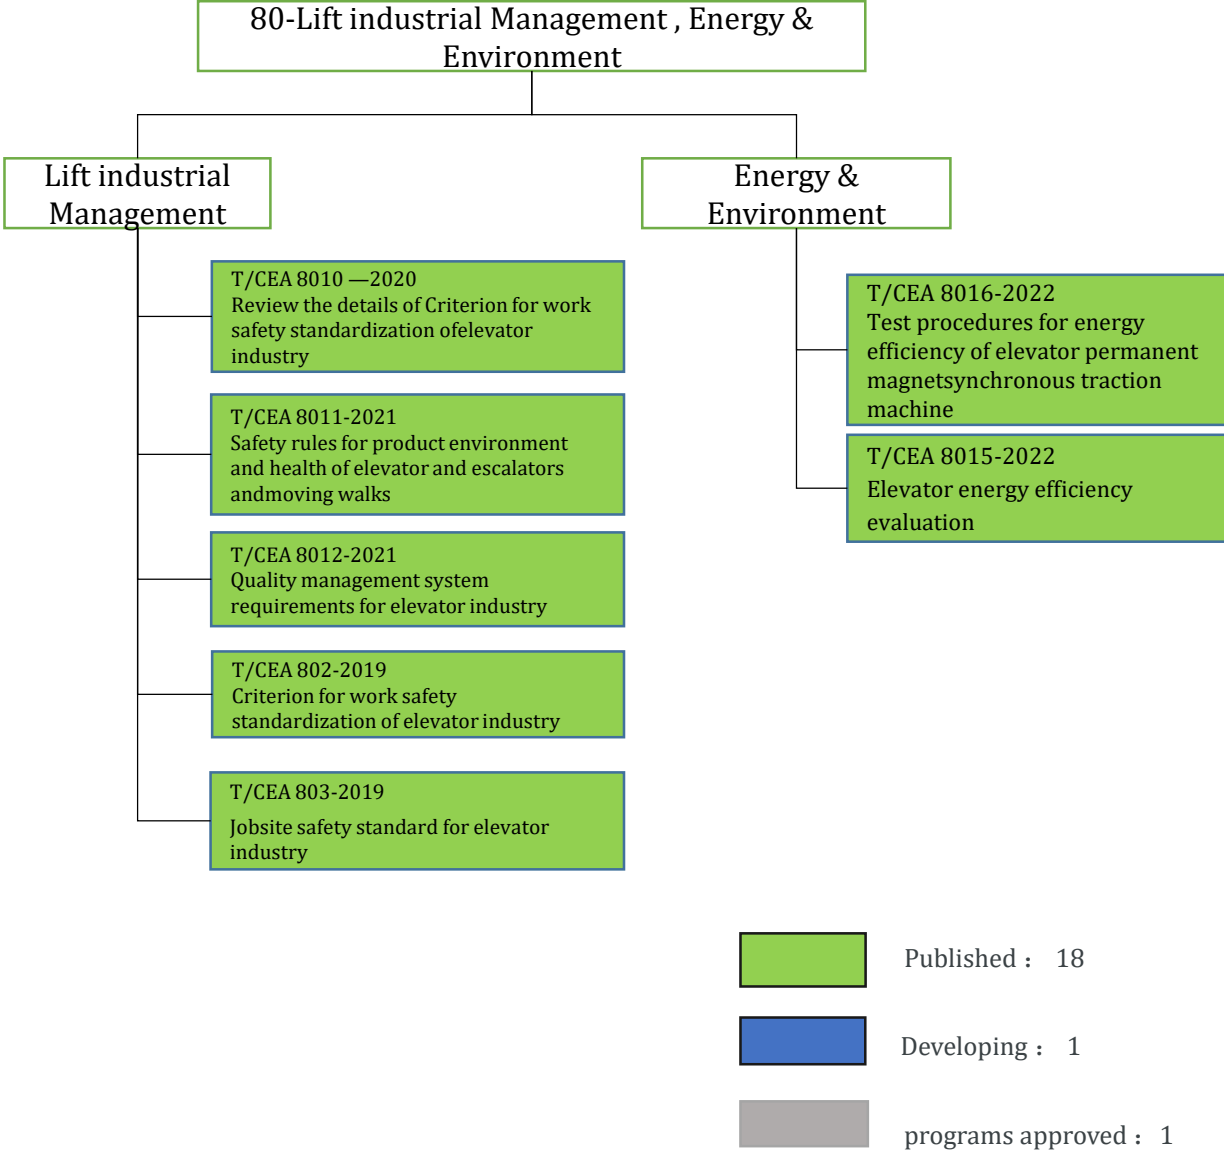 80-Lift industrial Management , Energy &
Environment
Lift industrial
Management
T/CEA 8010 —2020
Review the details of Criterion for work
safety standardization ofelevator
industry
T/CEA 8011-2021
Safety rules for product environment
and health of elevator and escalators
andmoving walks
T/CEA 8012-2021
Quality management system
requirements for elevator industry
T/CEA 802-2019
Criterion for work safety
standardization of elevator industry
T/CEA 803-2019
Jobsite safety standard for elevator
industry
Energy &
Environment
T/CEA 8016-2022
Test procedures for energy
efficiency of elevator permanent
magnetsynchronous traction
machine
T/CEA 8015-2022
Elevator energy efficiency
evaluation
Published： 18
Developing： 1
programs approved：1